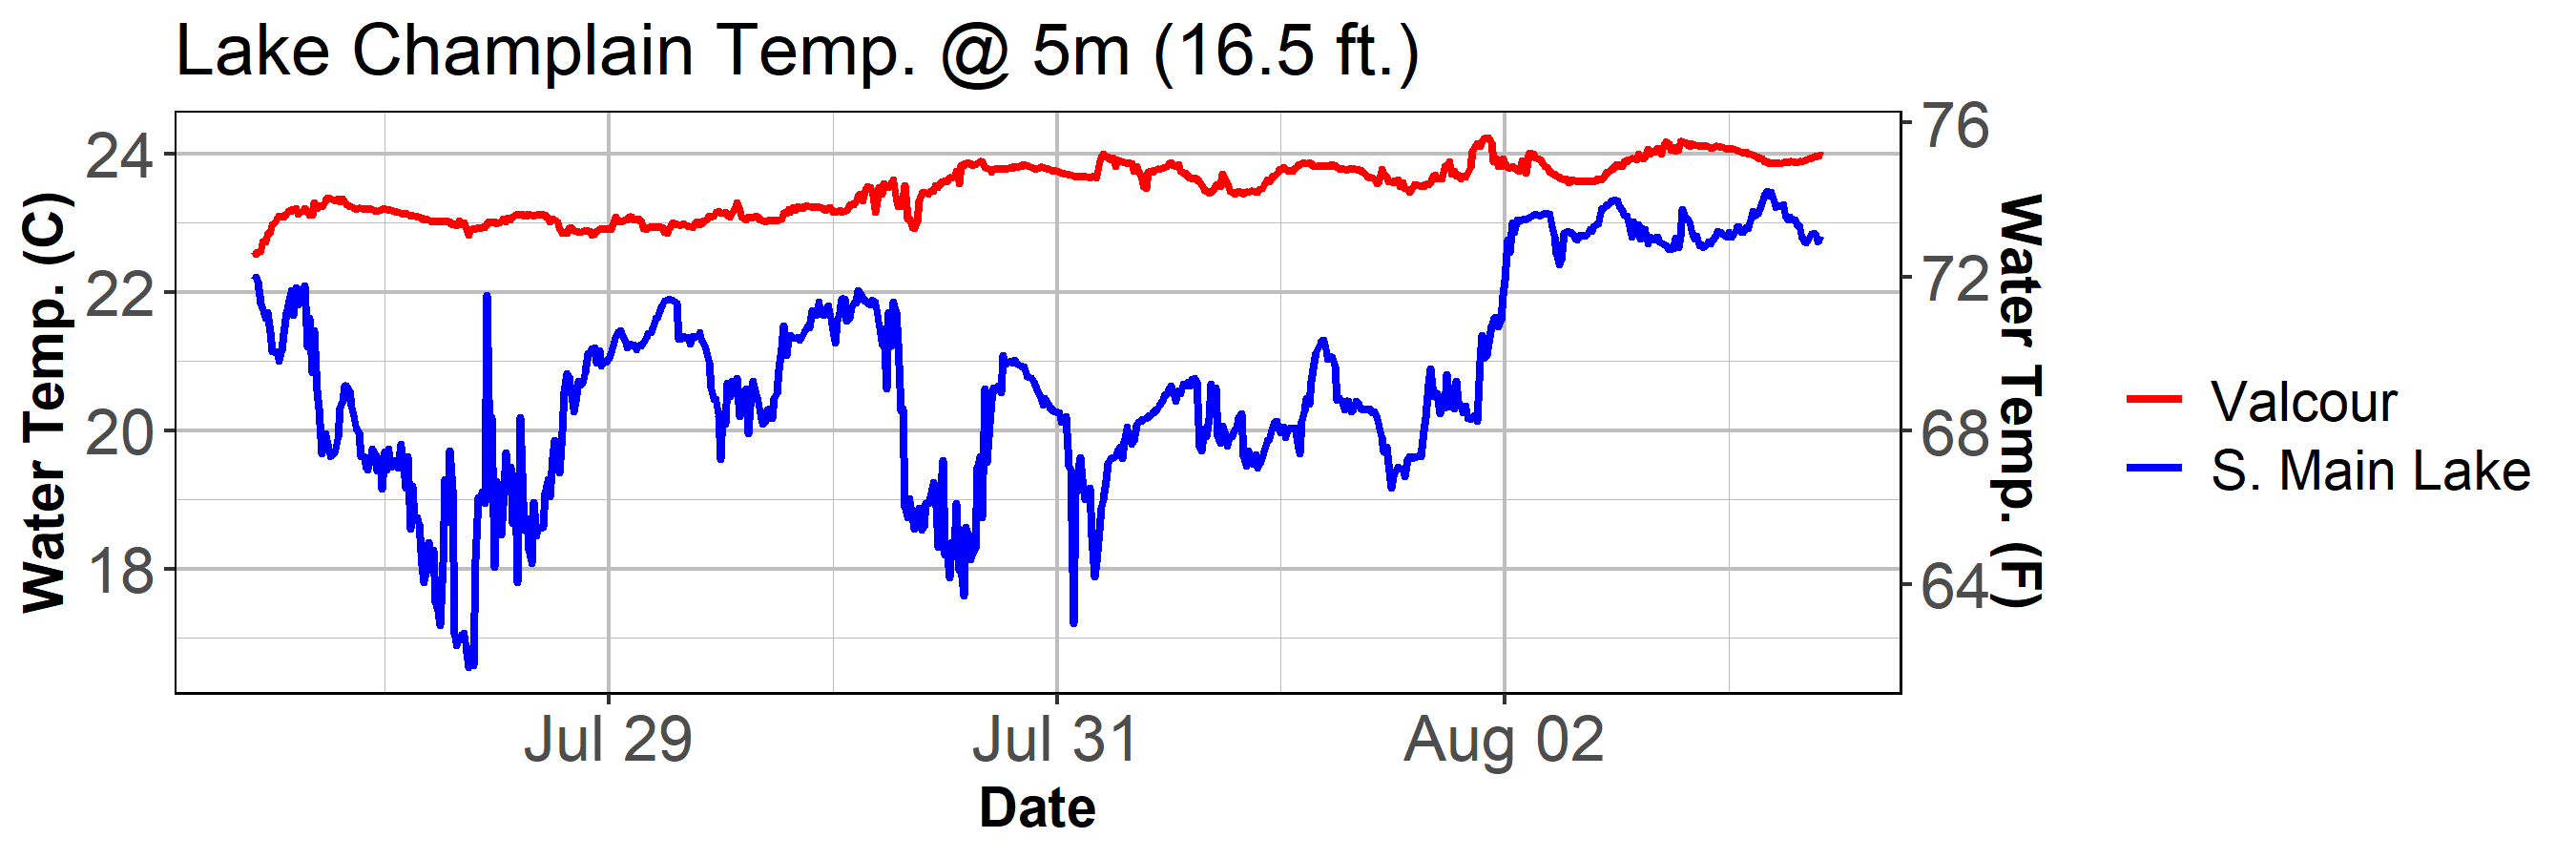 Lake Champlain Temp. @ 5m (16.5 ft.)
Water Temp. (C)
24
22
20
18
76
72
68
64
Water Temp. (F)
Jul 29
Jul 31
Aug 02
Date
Valcour
S. Main Lake